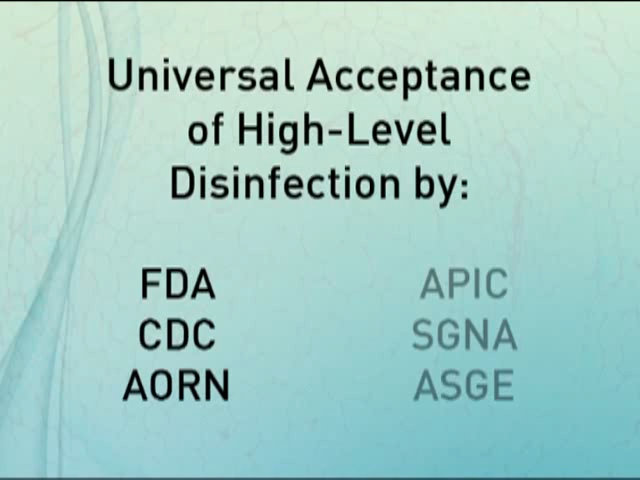 Universal Acceptance
of High-Level
Disinfection by:
FDA
CDC
AORN
APIC
SGNA
ASGE